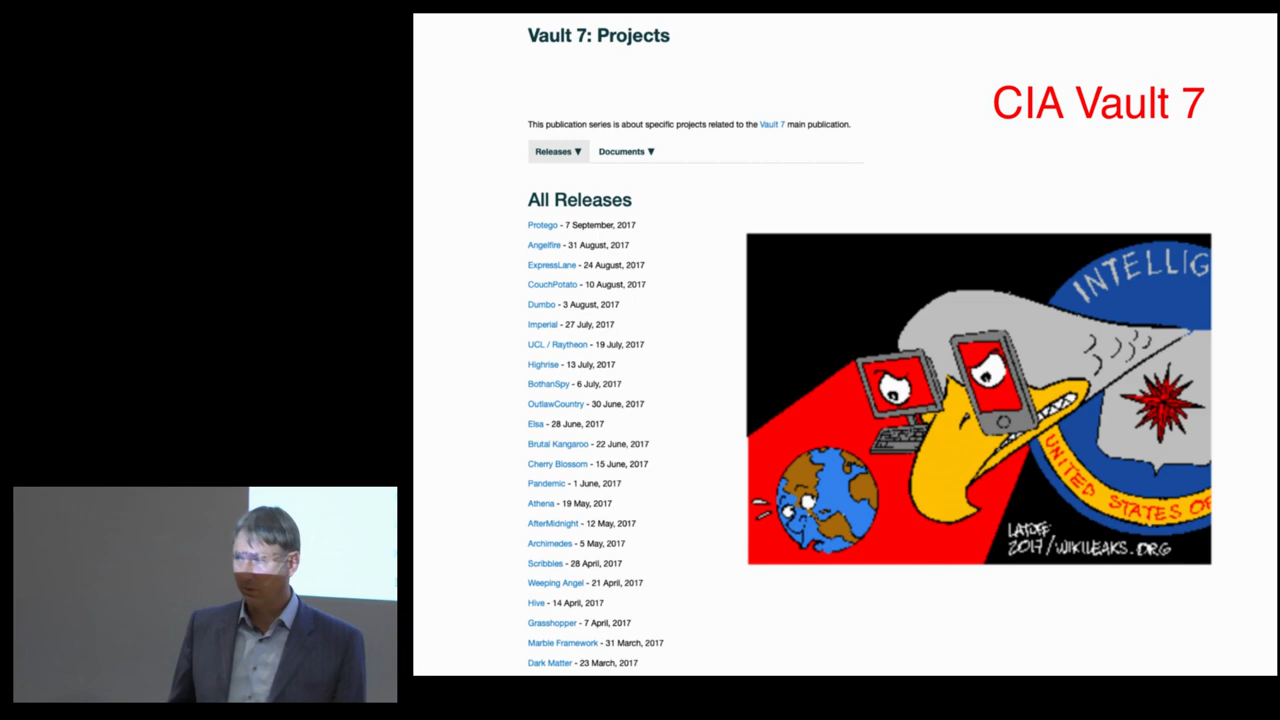 Vault 7: Projects
CIA Vault 7
This publication series is about specific projects related to the Vault 7 main publication.
Releases ▼ Documents ▼
All Releases
Protego - 7 September, 2017
Angelfire - 31 August, 2017
ExpressLane - 24 August, 2017
CouchPotato - 10 August, 2017
Dumbo - 3 August, 2017
Imperial - 27 July, 2017
UCL / Raytheon - 19 July, 2017
Highrise - 13 July, 2017
BothanSpy - 6 July, 2017
OutlawCountry - 30 June, 2017
Elsa - 28 June, 2017
Brutal Kangaroo - 22 June, 2017
Cherry Blossom - 15 June, 2017
Pandemic - 1 June, 2017
Athena - 19 May, 2017
AfterMidnight - 12 May, 2017
Archimedes - 5 May, 2017
Scribbles - 28 April, 2017
Weeping Angel - 21 April, 2017
Hive - 14 April, 2017
Grasshopper - 7 April, 2017
Marble Framework - 31 March, 2017
Dark Matter - 23 March, 2017
INTELLIG
UNITED STATES OF
LATUFF
2017/WIKILEAKS.ORG